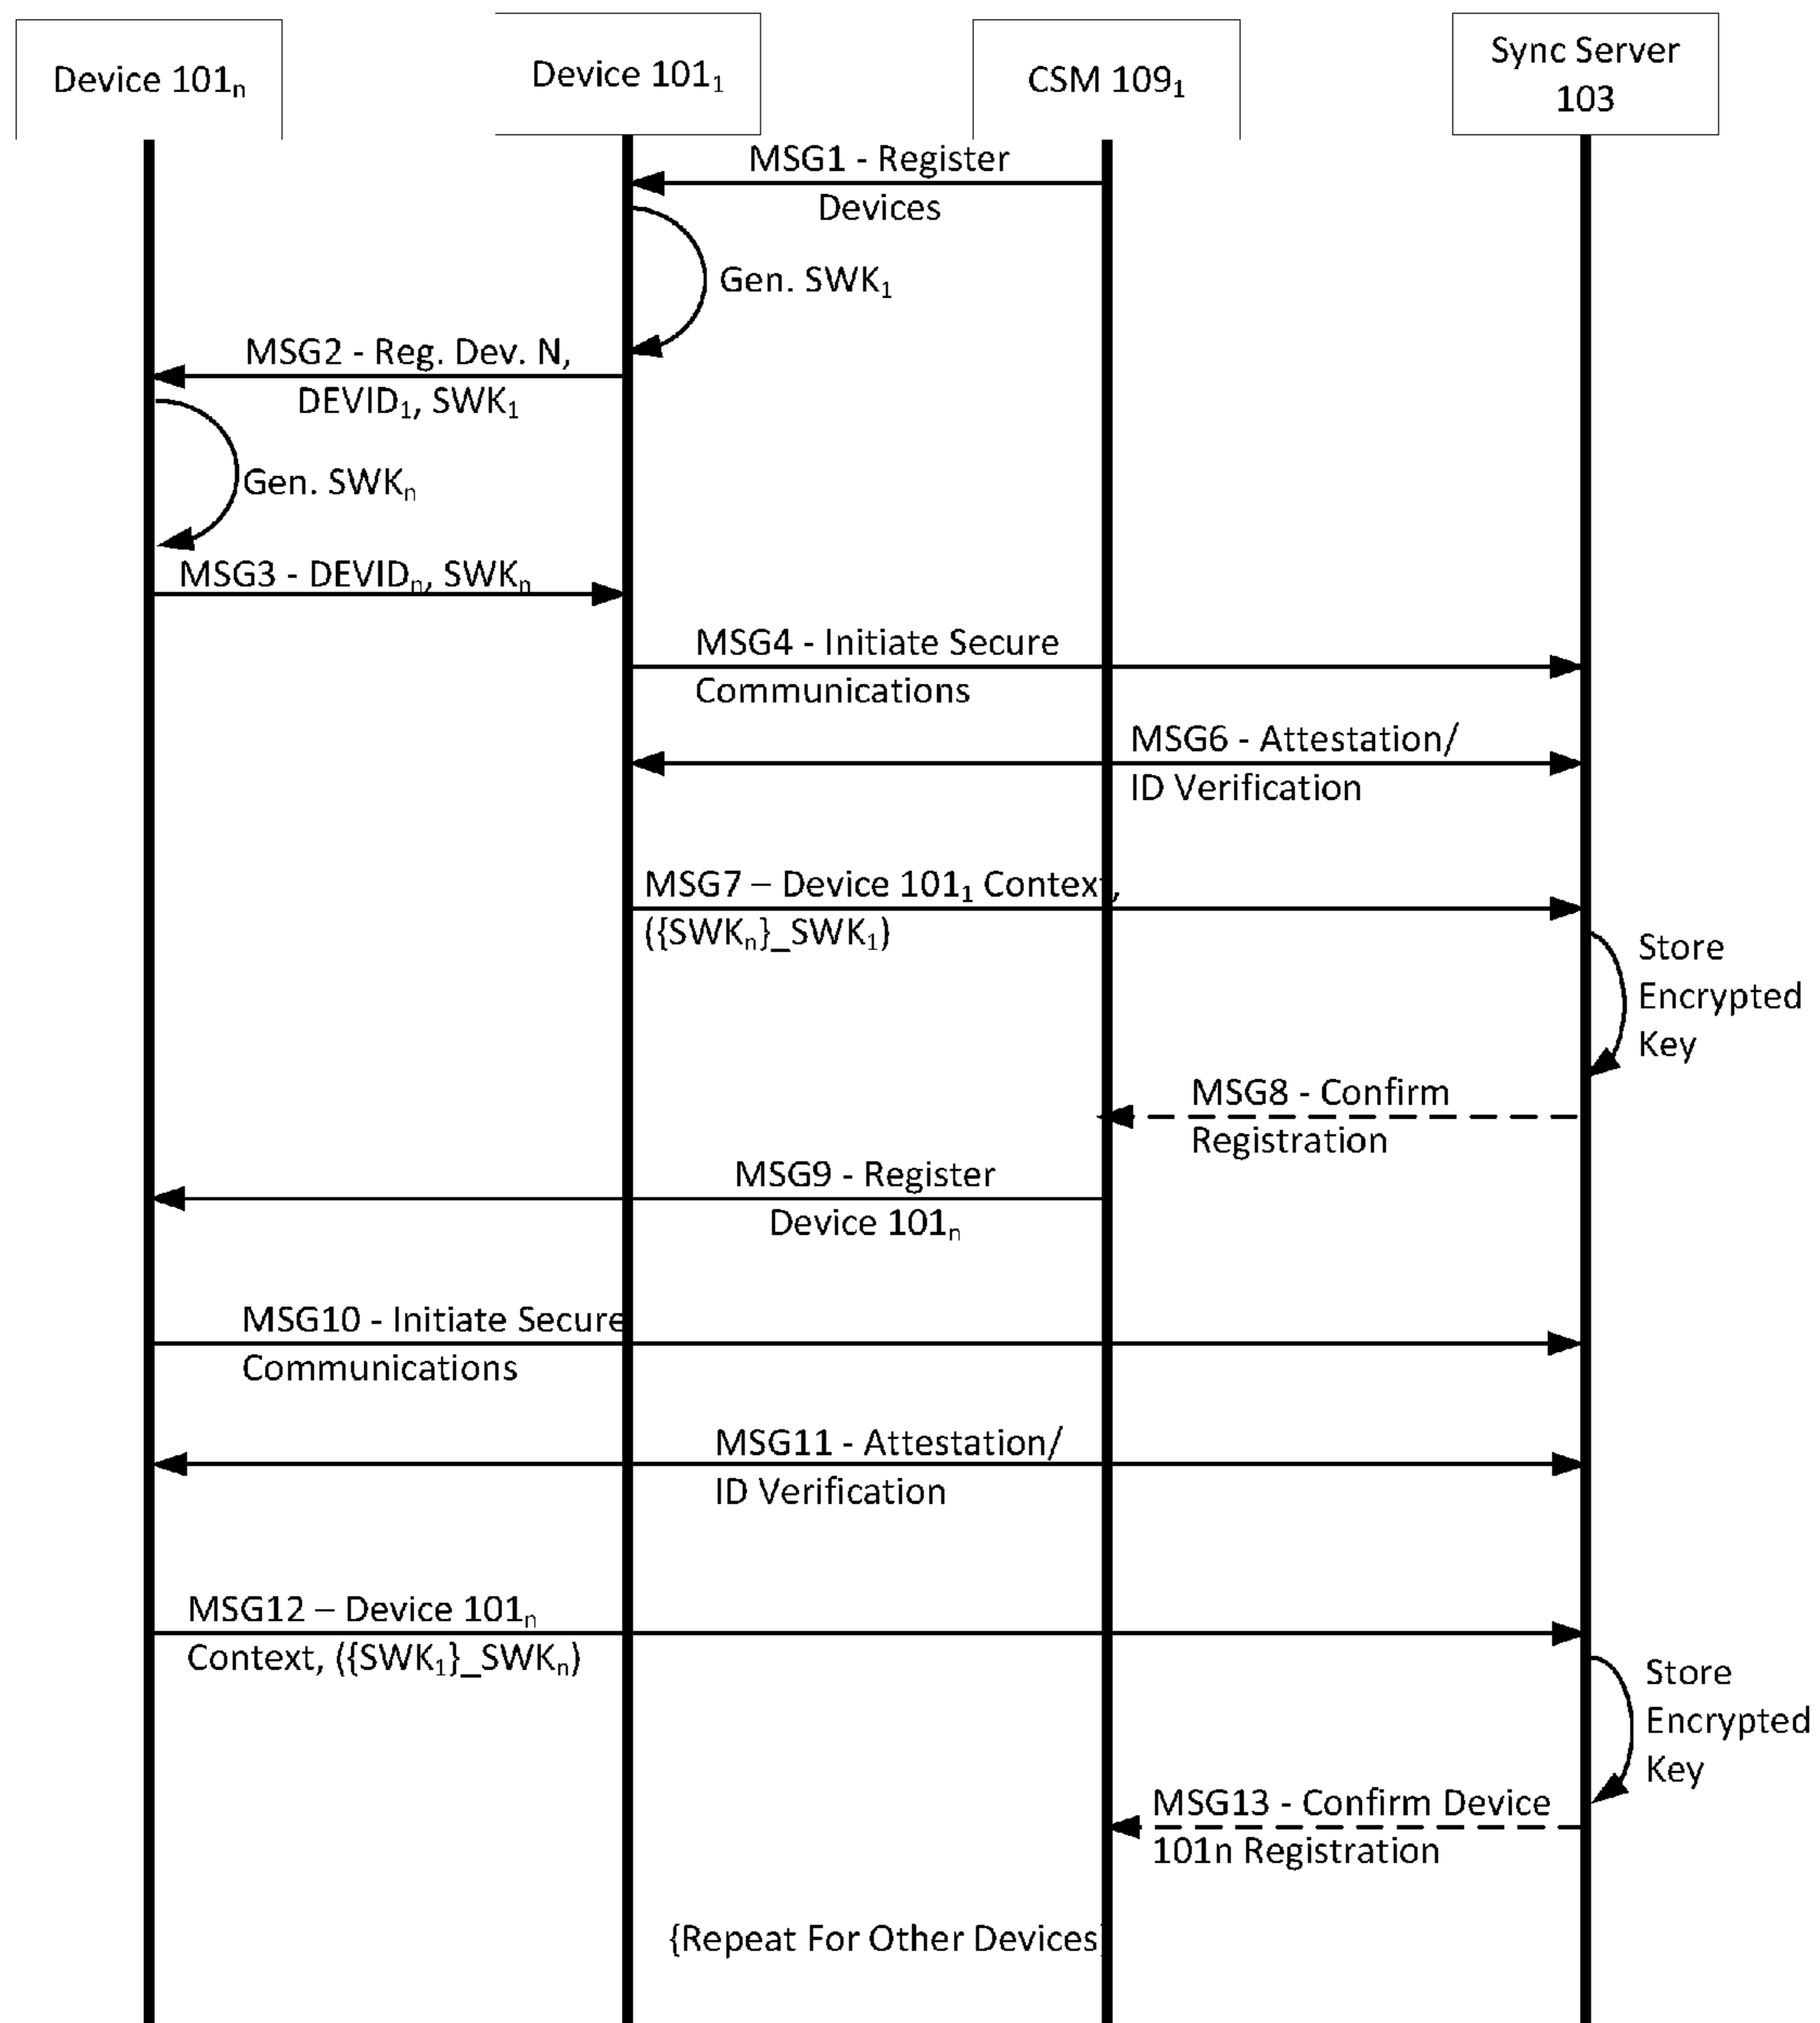 Device 101n
Device 1011
CSM 1091
Sync Server
103
MSG1 - Register
Devices
Gen. SWK1
MSG2 - Reg. Dev. N,
DEVID1, SWK1
Gen. SWKn
MSG3 - DEVIDn, SWKn
MSG4 - Initiate Secure
Communications
MSG6 - Attestation/
ID Verification
MSG7 – Device 1011 Context,
({SWKn}_SWK1)
Store
Encrypted
Key
MSG8 - Confirm
Registration
MSG9 - Register
Device 101n
MSG10 - Initiate Secure
Communications
MSG11 - Attestation/
ID Verification
MSG12 – Device 101n
Context, ({SWK1}_SWKn)
Store
Encrypted
Key
MSG13 - Confirm Device
101n Registration
{Repeat For Other Devices}